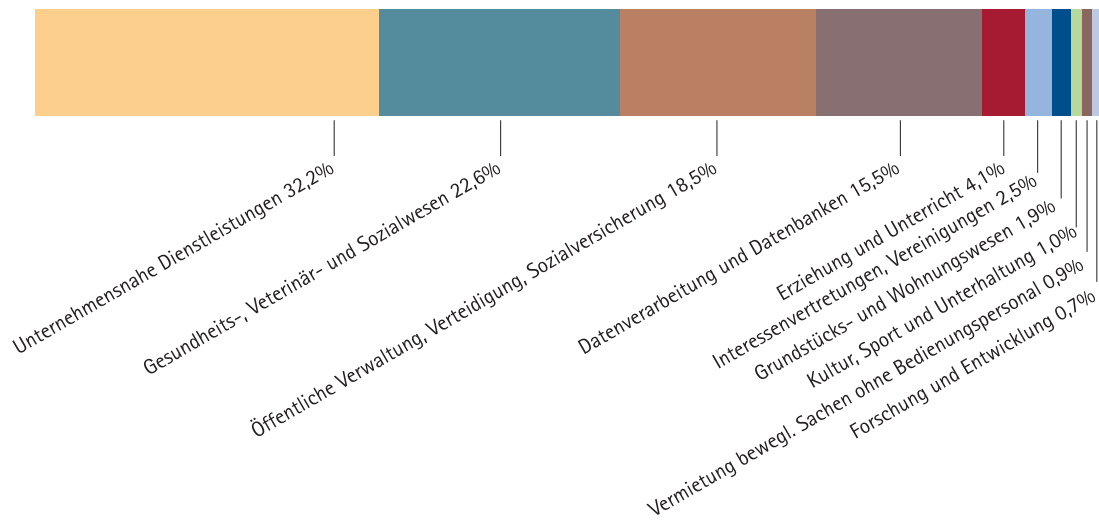 Unternehmensnahe Dienstleistungen 32,2%
Gesundheits-, Veterinär- und Sozialwesen 22,6%
Öffentliche Verwaltung, Verteidigung, Sozialversicherung 18,5%
Datenverarbeitung und Datenbanken 15,5%
Erziehung und Unterricht 4,1%
Interessenvertretungen, Vereinigungen 2,5%
Grundstücks- und Wohnungswesen 1,9%
Kultur, Sport und Unterhaltung 1,0%
Vermietung bewegl. Sachen ohne Bedienungspersonal 0,9%
Forschung und Entwicklung 0,7%